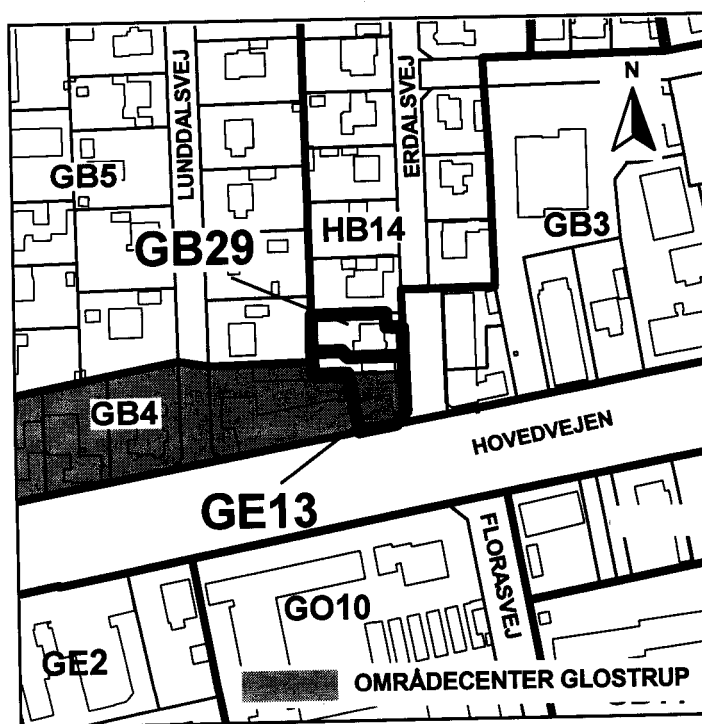 N
LUNDDALSVEJ
ERDALSVEJ
GB5
HB14
GB3
GB29
GB4
HOVEDVEJEN
GE13
FLORASVEJ
GO10
GE2
OMRÅDECENTER GLOSTRUP